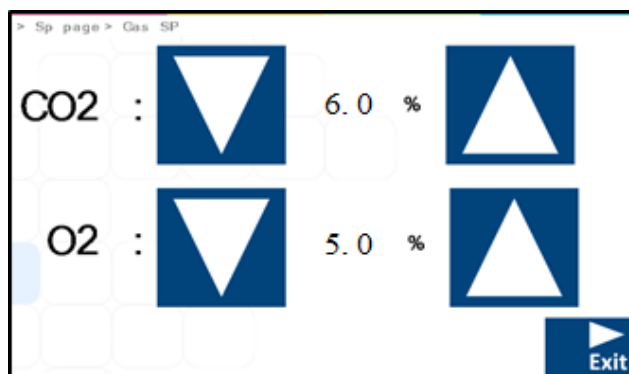 > Sp page > Gas SP
CO2 : 6.0 %
O2 : 5.0 %
Exit